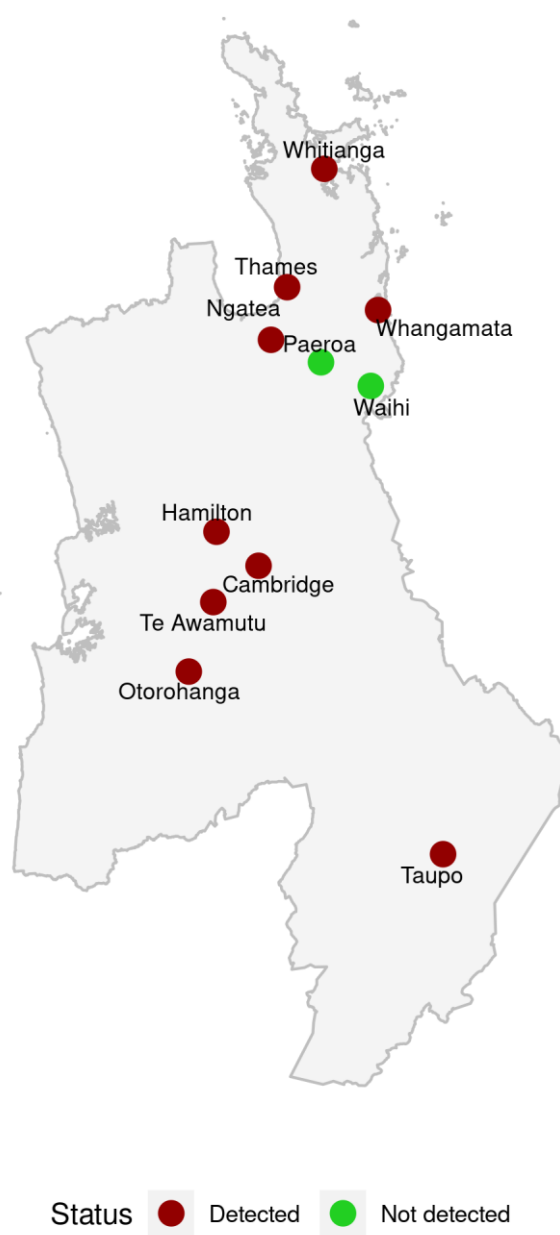 Whitianga
Thames
Ngatea
Whangamata
Paeroa
Waihi
Hamilton
Cambridge
Te Awamutu
Otorohanga
Taupo
Status Detected Not detected